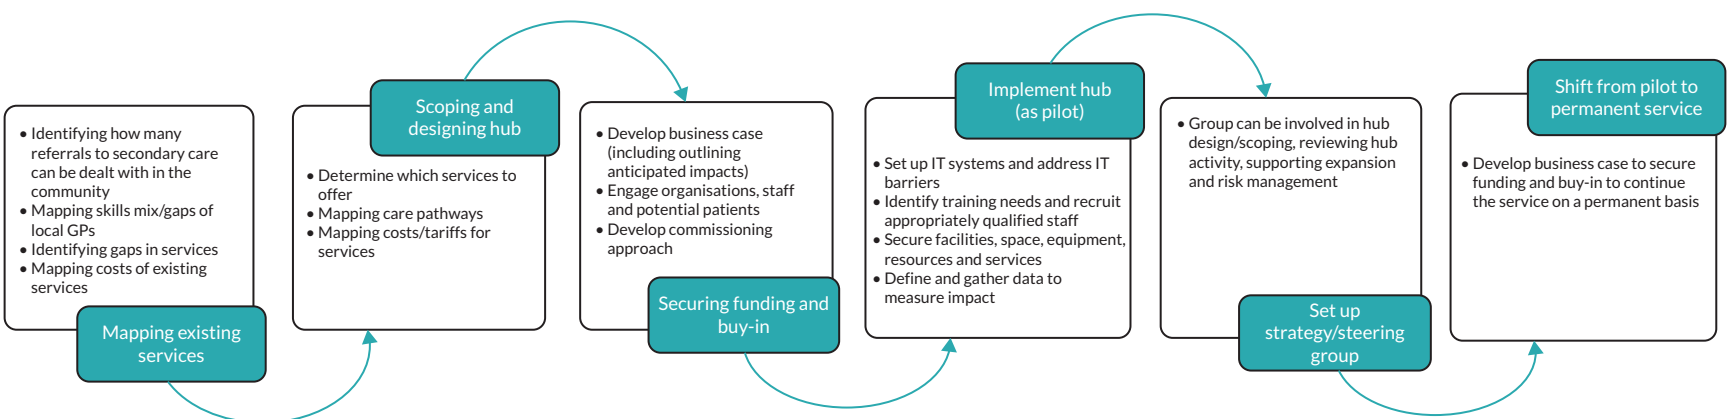 • Identifying how many
referrals to secondary care
can be dealt with in the
community
• Mapping skills mix/gaps of
local GPs
• Identifying gaps in services
• Mapping costs of existing
services
Mapping existing
services
Scoping and
designing hub
• Determine which services to
offer
• Mapping care pathways
• Mapping costs/tariffs for
services
• Develop business case
(including outlining
anticipated impacts)
• Engage organisations, staff
and potential patients
• Develop commissioning
approach
Securing funding and
buy-in
Implement hub
(as pilot)
• Set up IT systems and address IT
barriers
• Identify training needs and recruit
appropriately qualified staff
• Secure facilities, space, equipment,
resources and services
• Define and gather data to
measure impact
• Group can be involved in hub
design/scoping, reviewing hub
activity, supporting expansion
and risk management
Set up
strategy/steering
group
Shift from pilot to
permanent service
• Develop business case to secure
funding and buy-in to continue
the service on a permanent basis